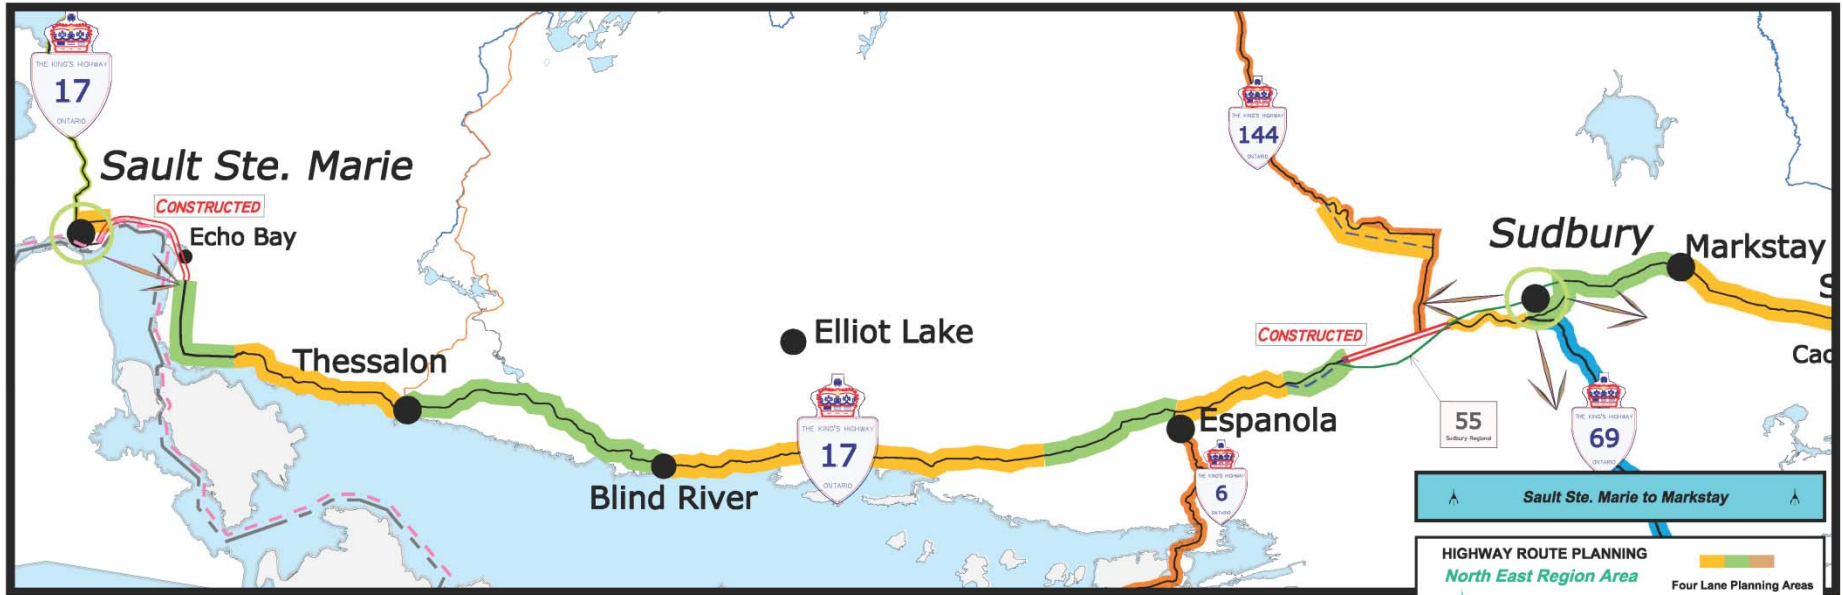 THE KING'S HIGHWAY
17
ONTARIO
Sault Ste. Marie
CONSTRUCTED
Echo Bay
Thessalon
Blind River
Elliot Lake
THE KING'S HIGHWAY
17
ONTARIO
THE KING'S HIGHWAY
144
ONTARIO
Sudbury
Markstay
S
Cac
CONSTRUCTED
Espanola
55
Sudbury Regional
THE KING'S HIGHWAY
69
ONTARIO
THE KING'S HIGHWAY
6
ONTARIO
Sault Ste. Marie to Markstay
HIGHWAY ROUTE PLANNING
North East Region Area
Four Lane Planning Areas